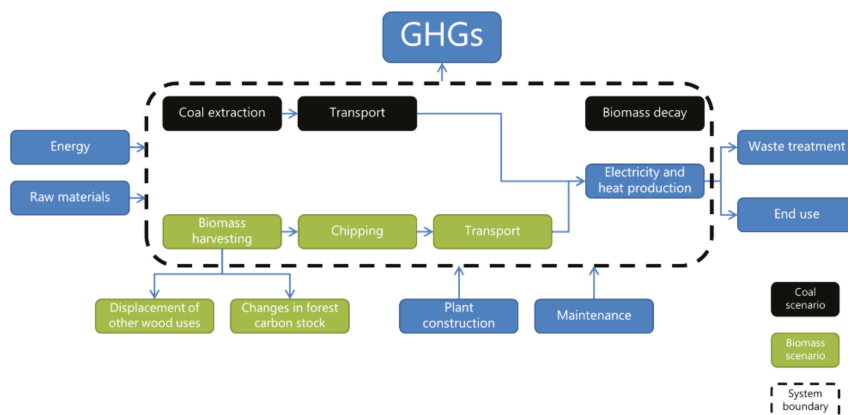 GHGs
Coal extraction
Transport
Biomass decay
Energy
Waste treatment
Electricity and
heat production
Raw materials
End use
Biomass
harvesting
Chipping
Transport
Displacement of
other wood uses
Changes in forest
carbon stock
Plant
construction
Maintenance
Coal
scenario
Biomass
scenario
System
boundary